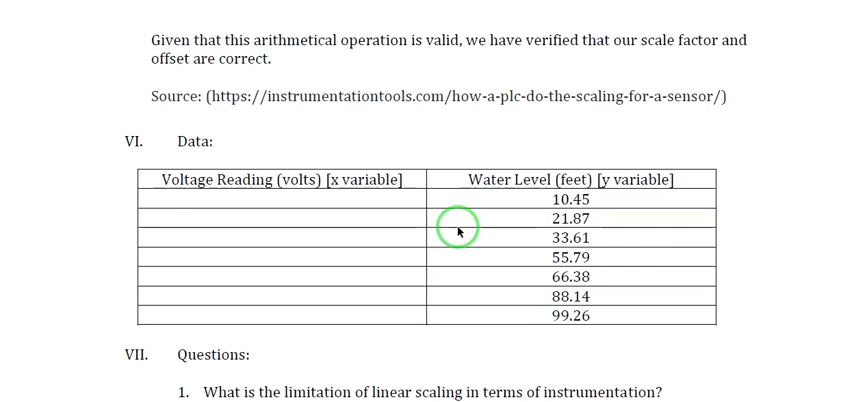 Given that this arithmetical operation is valid, we have verified that our scale factor and
offset are correct.
Source: (https://instrumentationtools.com/how-a-plc-do-the-scaling-for-a-sensor/)
VI. Data:
Voltage Reading (volts) [x variable] Water Level (feet) [y variable]
10.45
21.87
33.61
55.79
66.38
88.14
99.26
VII. Questions:
1. What is the limitation of linear scaling in terms of instrumentation?